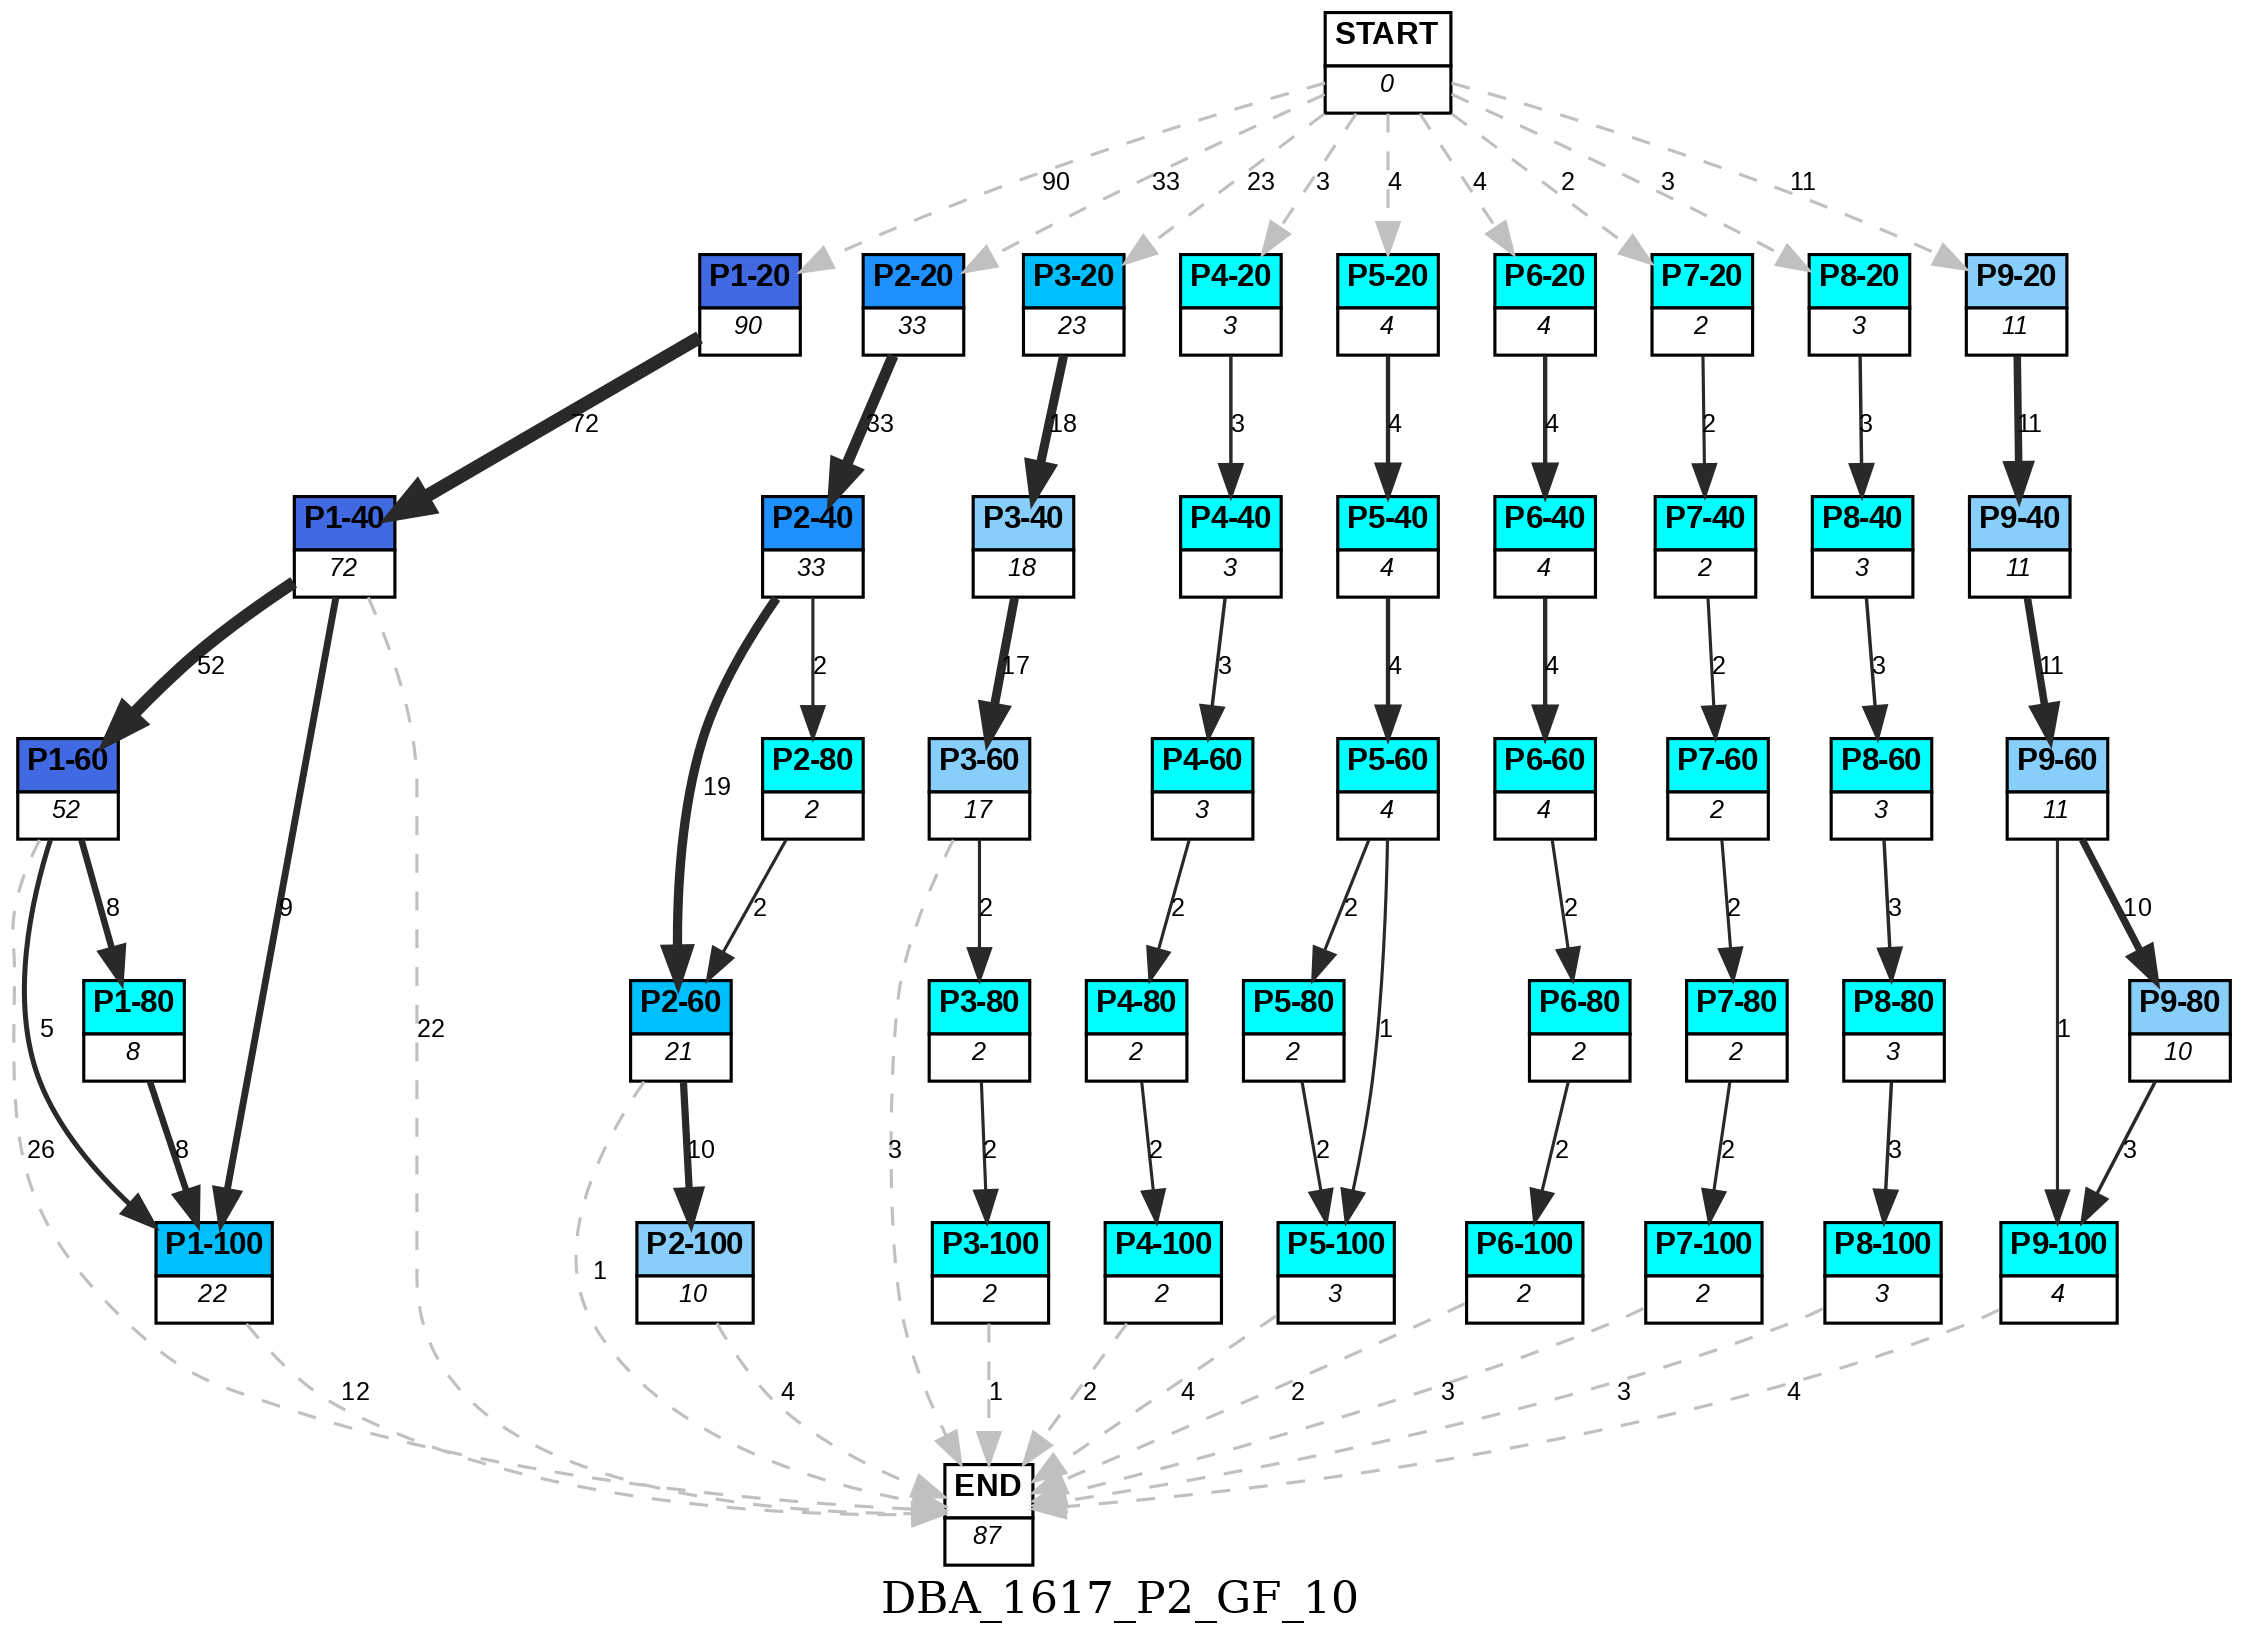 START
0
90 33 23 3 4 4 2 3 11
P1-20 P2-20 P3-20 P4-20 P5-20 P6-20 P7-20 P8-20 P9-20
90 33 23 3 4 4 2 3 11
72 33 18 3 4 4 2 3 11
P1-40 P2-40 P3-40 P4-40 P5-40 P6-40 P7-40 P8-40 P9-40
72 33 18 3 4 4 2 3 11
52 2 17 3 4 4 2 3 11
P1-60 P2-80 P3-60 P4-60 P5-60 P6-60 P7-60 P8-60 P9-60
19
52 2 17 3 4 4 2 3 11
8 9 2 2 2 2 2 2 3 10
P1-80 P2-60 P3-80 P4-80 P5-80 P6-80 P7-80 P8-80 P9-80
5 22 1 1
8 21 2 2 2 2 2 3 10
26 8 10 3 2 2 2 2 2 3 3
P1-100 P2-100 P3-100 P4-100 P5-100 P6-100 P7-100 P8-100 P9-100
1
22 10 2 2 3 2 2 3 4
12 4 1 2 4 2 3 3 4
END
87
DBA_1617_P2_GF_10